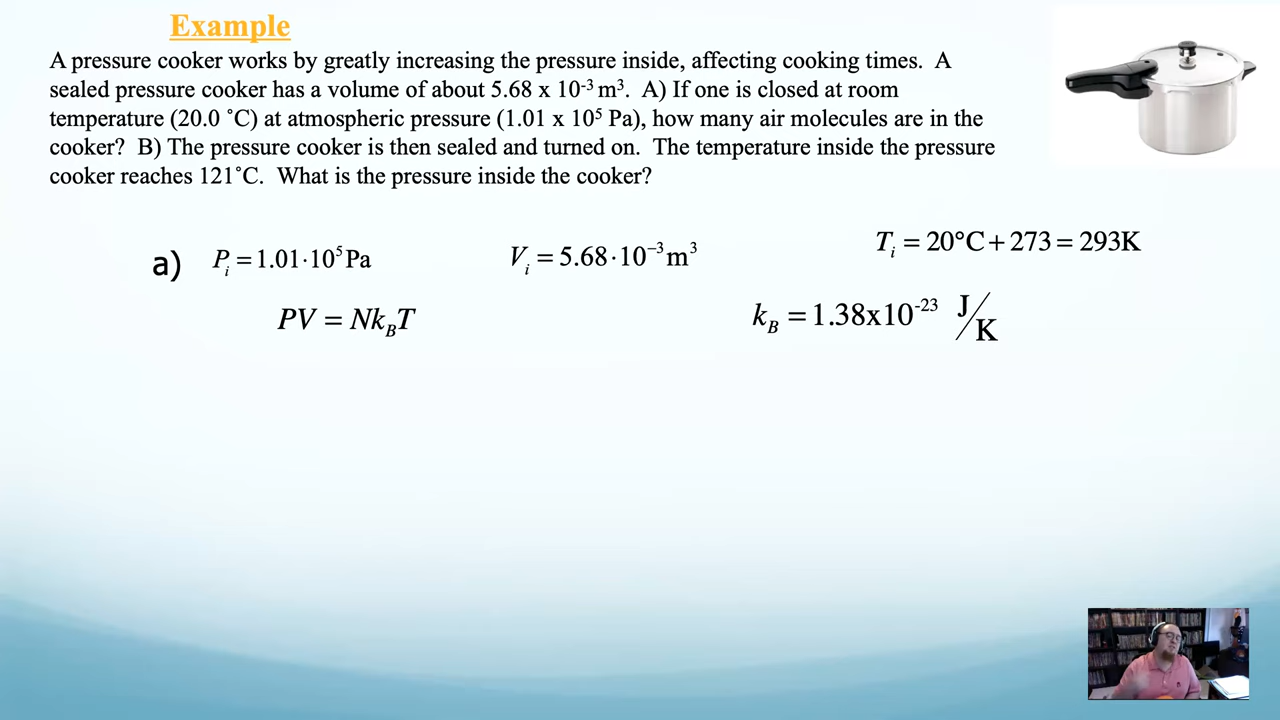 Example
A pressure cooker works by greatly increasing the pressure inside, affecting cooking times.  A
sealed pressure cooker has a volume of about 5.68 x 10⁻³ m³.  A) If one is closed at room
temperature (20.0 ˚C) at atmospheric pressure (1.01 x 10⁵ Pa), how many air molecules are in the
cooker?  B) The pressure cooker is then sealed and turned on.  The temperature inside the pressure
cooker reaches 121˚C.  What is the pressure inside the cooker?
a) Pᵢ = 1.01·10⁵ Pa Vᵢ = 5.68·10⁻³ m³ Tᵢ = 20°C + 273 = 293K
PV = Nk_BT k_B = 1.38x10⁻²³ J/K